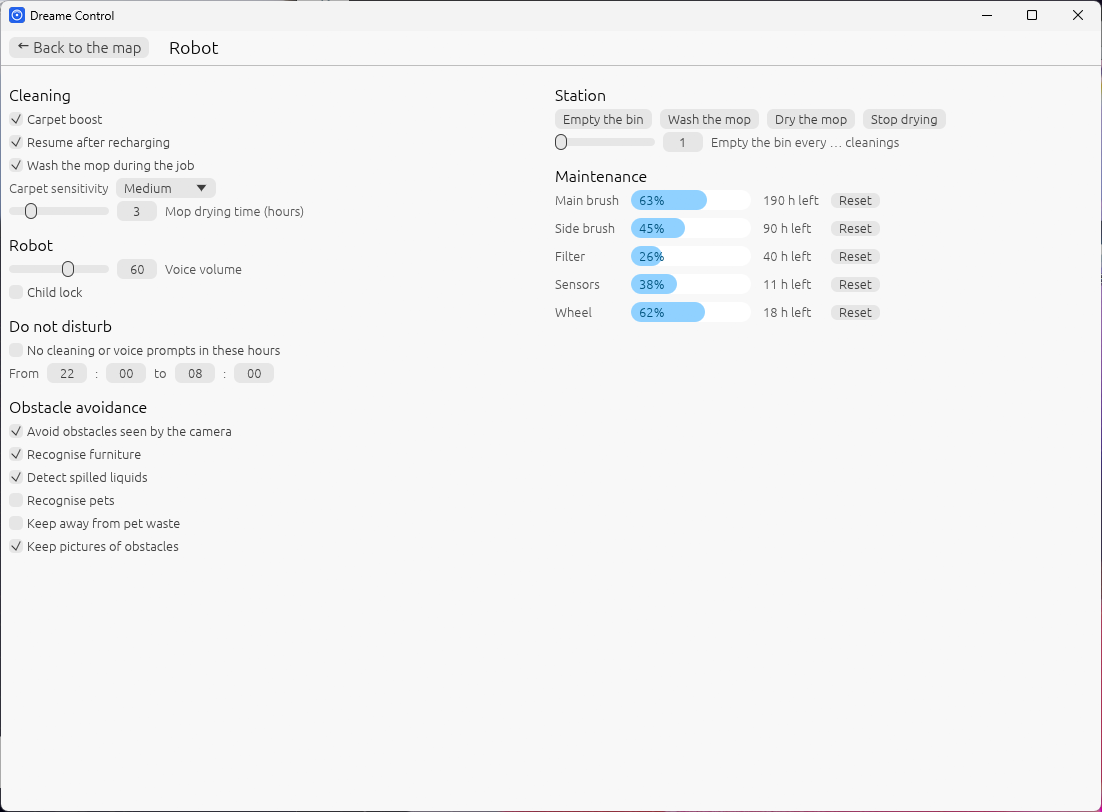 Dreame Control
← Back to the map
Robot
Cleaning
Carpet boost
Resume after recharging
Wash the mop during the job
Carpet sensitivity Medium
3 Mop drying time (hours)
Robot
60 Voice volume
Child lock
Do not disturb
No cleaning or voice prompts in these hours
From 22 : 00 to 08 : 00
Obstacle avoidance
Avoid obstacles seen by the camera
Recognise furniture
Detect spilled liquids
Recognise pets
Keep away from pet waste
Keep pictures of obstacles
Station
Empty the bin Wash the mop Dry the mop Stop drying
1 Empty the bin every … cleanings
Maintenance
Main brush 63% 190 h left Reset
Side brush 45% 90 h left Reset
Filter 26% 40 h left Reset
Sensors 38% 11 h left Reset
Wheel 62% 18 h left Reset